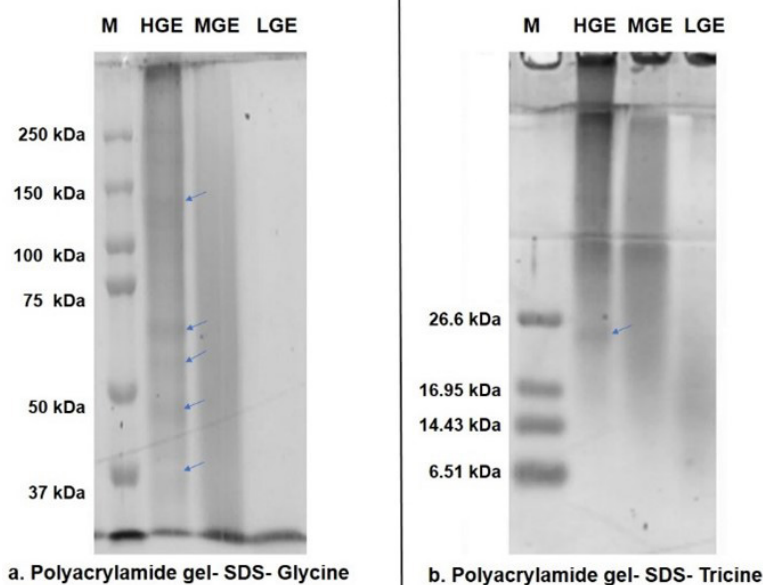 M HGE MGE LGE
250 kDa
150 kDa
100 kDa
75 kDa
50 kDa
37 kDa
a. Polyacrylamide gel- SDS- Glycine
M HGE MGE LGE
26.6 kDa
16.95 kDa
14.43 kDa
6.51 kDa
b. Polyacrylamide gel- SDS- Tricine